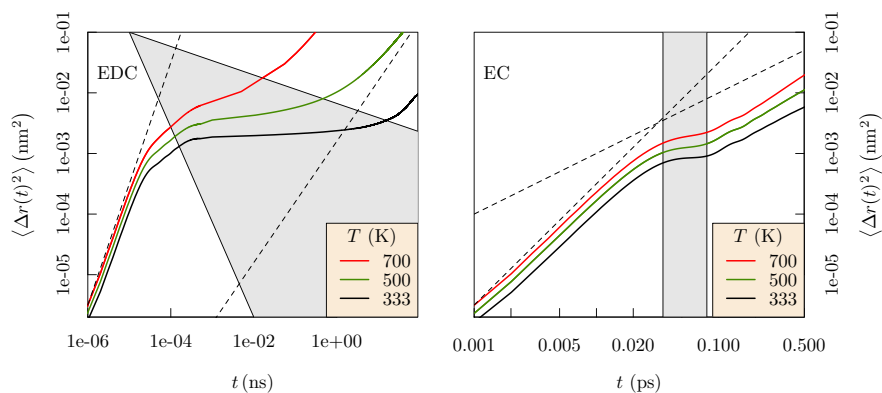 ⟨Δr(t)²⟩ (nm²)
1e-01
1e-02
1e-03
1e-04
1e-05
EDC
T (K)
700
500
333
1e-06
1e-04
1e-02
1e+00
t (ns)
EC
T (K)
700
500
333
0.001
0.005
0.020
0.100
0.500
t (ps)
1e-01
1e-02
1e-03
1e-04
1e-05
⟨Δr(t)²⟩ (nm²)